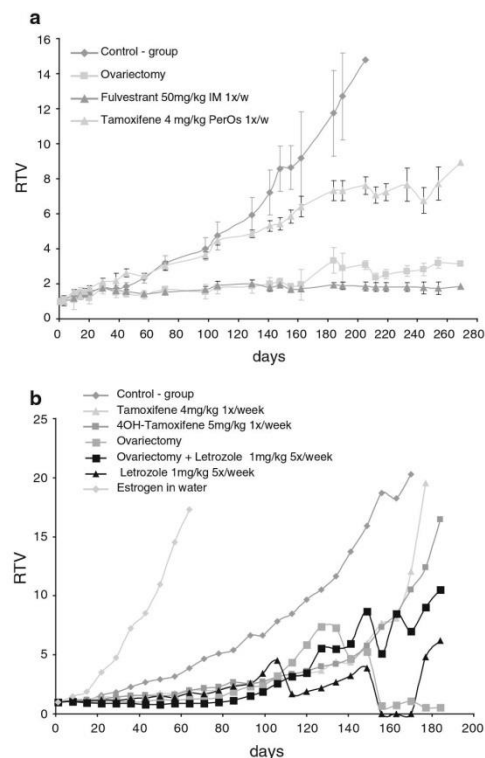 a
16
14
12
10
8
6
4
2
0
RTV
Control - group
Ovariectomy
Fulvestrant 50mg/kg IM 1x/w
Tamoxifene 4 mg/kg PerOs 1x/w
0 20 40 60 80 100 120 140 160 180 200 220 240 260 280
days
b
Control - group
Tamoxifene 4mg/kg 1x/week
4OH-Tamoxifene 5mg/kg 1x/week
Ovariectomy
Ovariectomy + Letrozole 1mg/kg 5x/week
Letrozole 1mg/kg 5x/week
Estrogen in water
25
20
15
10
5
0
RTV
0 20 40 60 80 100 120 140 160 180 200
days